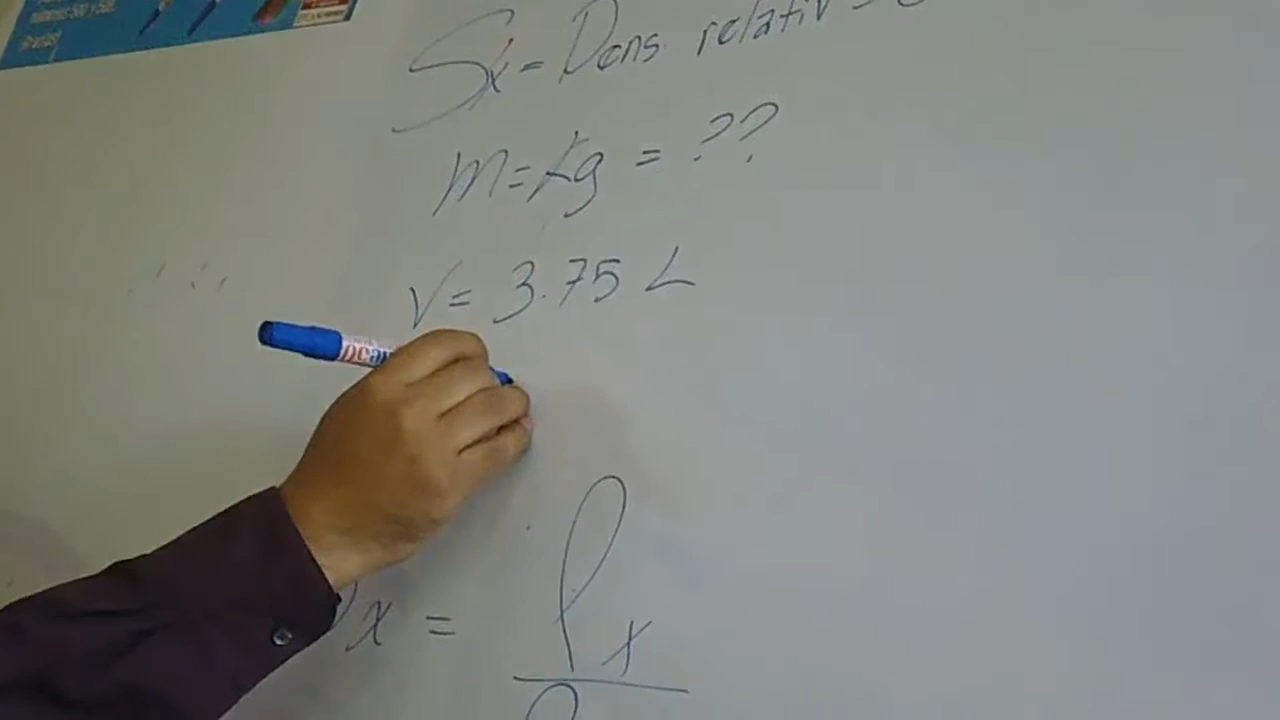 Sx = Dens. relativ
m = Kg = ??
V = 3.75 L
x = ρx